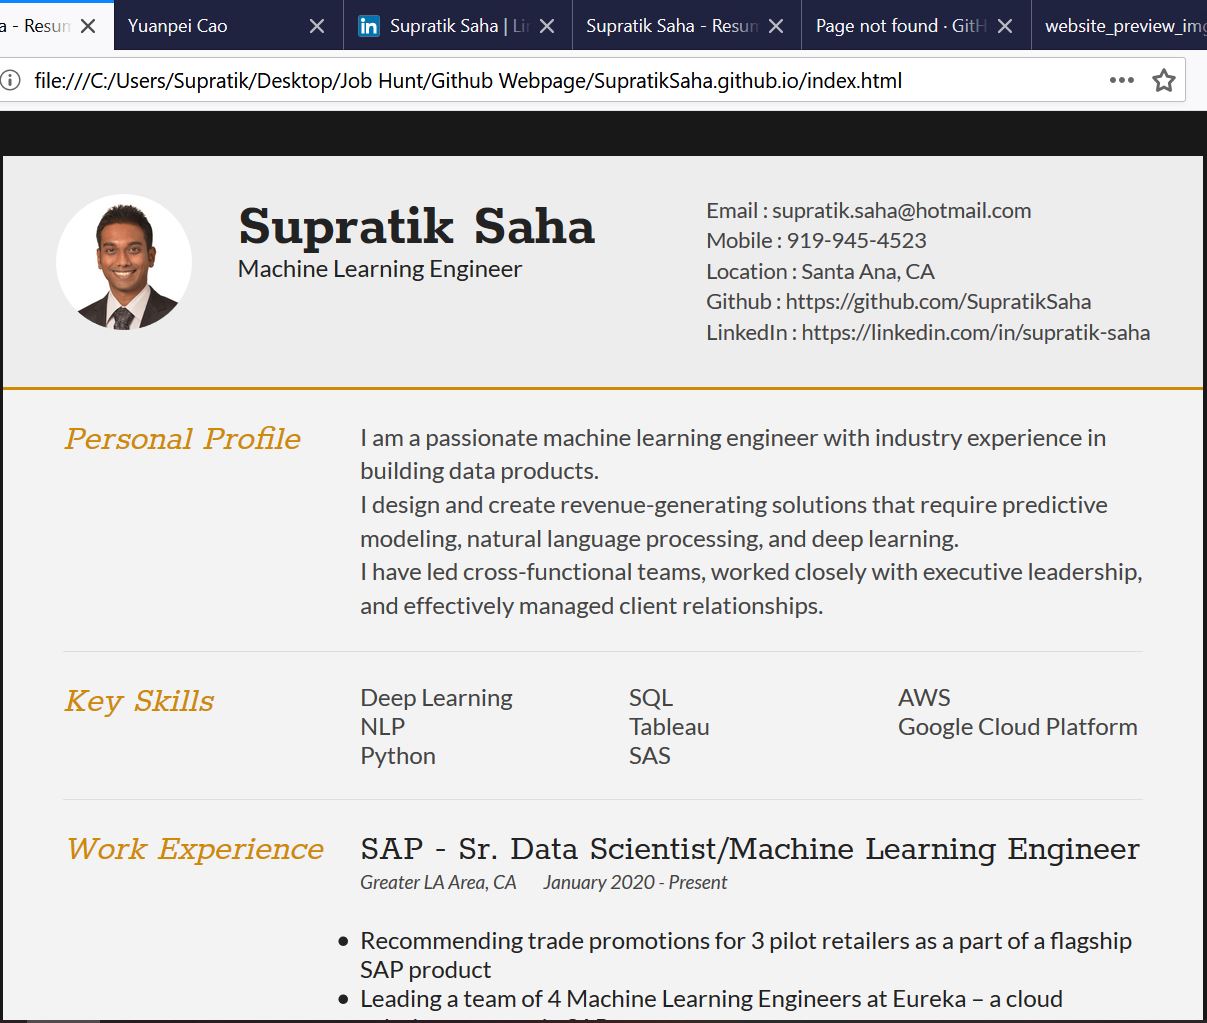 a - Resum
Yuanpei Cao
in
Supratik Saha | Lin
Supratik Saha - Resum
Page not found · GitH
website_preview_img
file:///C:/Users/Supratik/Desktop/Job Hunt/Github Webpage/SupratikSaha.github.io/index.html
Supratik Saha
Machine Learning Engineer
Email : supratik.saha@hotmail.com
Mobile : 919-945-4523
Location : Santa Ana, CA
Github : https://github.com/SupratikSaha
LinkedIn : https://linkedin.com/in/supratik-saha
Personal Profile
I am a passionate machine learning engineer with industry experience in
building data products.
I design and create revenue-generating solutions that require predictive
modeling, natural language processing, and deep learning.
I have led cross-functional teams, worked closely with executive leadership,
and effectively managed client relationships.
Key Skills
Deep Learning
NLP
Python
SQL
Tableau
SAS
AWS
Google Cloud Platform
Work Experience
SAP - Sr. Data Scientist/Machine Learning Engineer
Greater LA Area, CA January 2020 - Present
● Recommending trade promotions for 3 pilot retailers as a part of a flagship
SAP product
● Leading a team of 4 Machine Learning Engineers at Eureka – a cloud